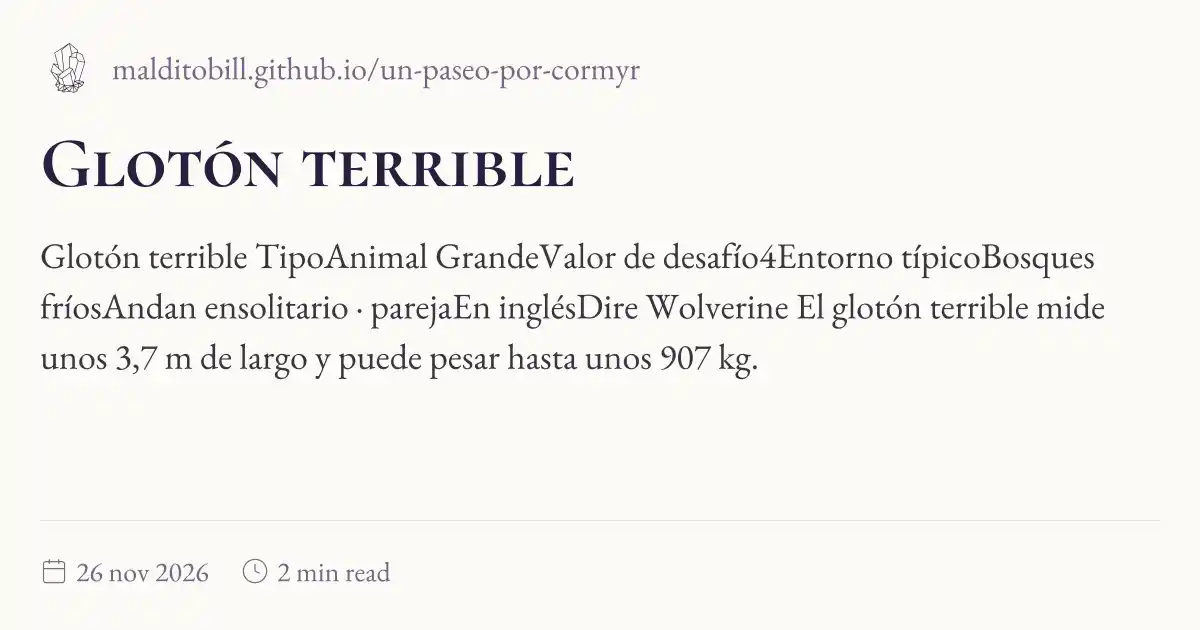 malditobill.github.io/un-paseo-por-cormyr
Glotón terrible
Glotón terrible TipoAnimal GrandeValor de desafío4Entorno típicoBosques
fríosAndan ensolitario · parejaEn inglésDire Wolverine El glotón terrible mide
unos 3,7 m de largo y puede pesar hasta unos 907 kg.
26 nov 2026
2 min read